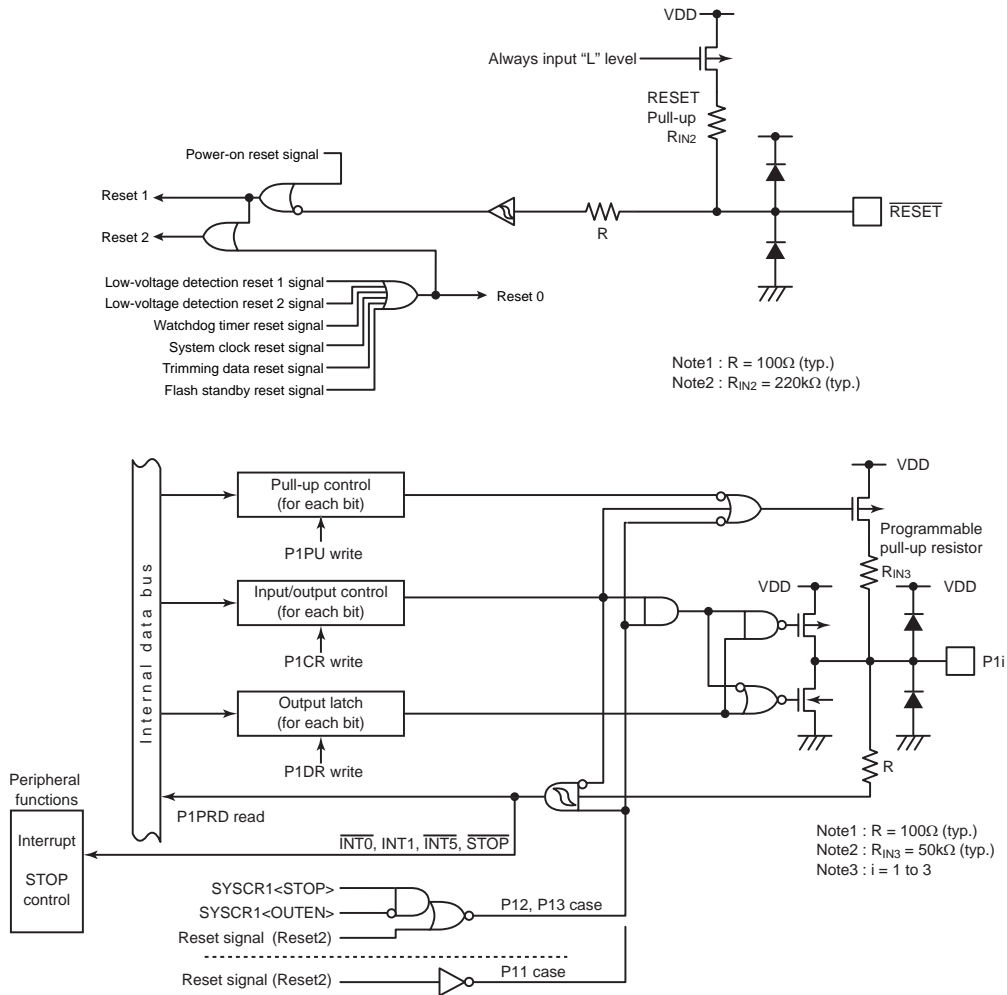 VDD
Always input “L” level
RESET
Pull-up
RIN2
Power-on reset signal
Reset 1
R
RESET
Reset 2
Low-voltage detection reset 1 signal
Low-voltage detection reset 2 signal
Watchdog timer reset signal
System clock reset signal
Trimming data reset signal
Flash standby reset signal
Reset 0
Note1 : R = 100Ω (typ.)
Note2 : RIN2 = 220kΩ (typ.)
Internal data bus
Pull-up control
(for each bit)
P1PU write
VDD
Programmable
pull-up resistor
RIN3
Input/output control
(for each bit)
P1CR write
VDD
VDD
P1i
Output latch
(for each bit)
P1DR write
R
Peripheral
functions
Interrupt
STOP
control
P1PRD read
INT0, INT1, INT5, STOP
Note1 : R = 100Ω (typ.)
Note2 : RIN3 = 50kΩ (typ.)
Note3 : i = 1 to 3
SYSCR1<STOP>
SYSCR1<OUTEN>
Reset signal (Reset2)
P12, P13 case
Reset signal (Reset2)
P11 case